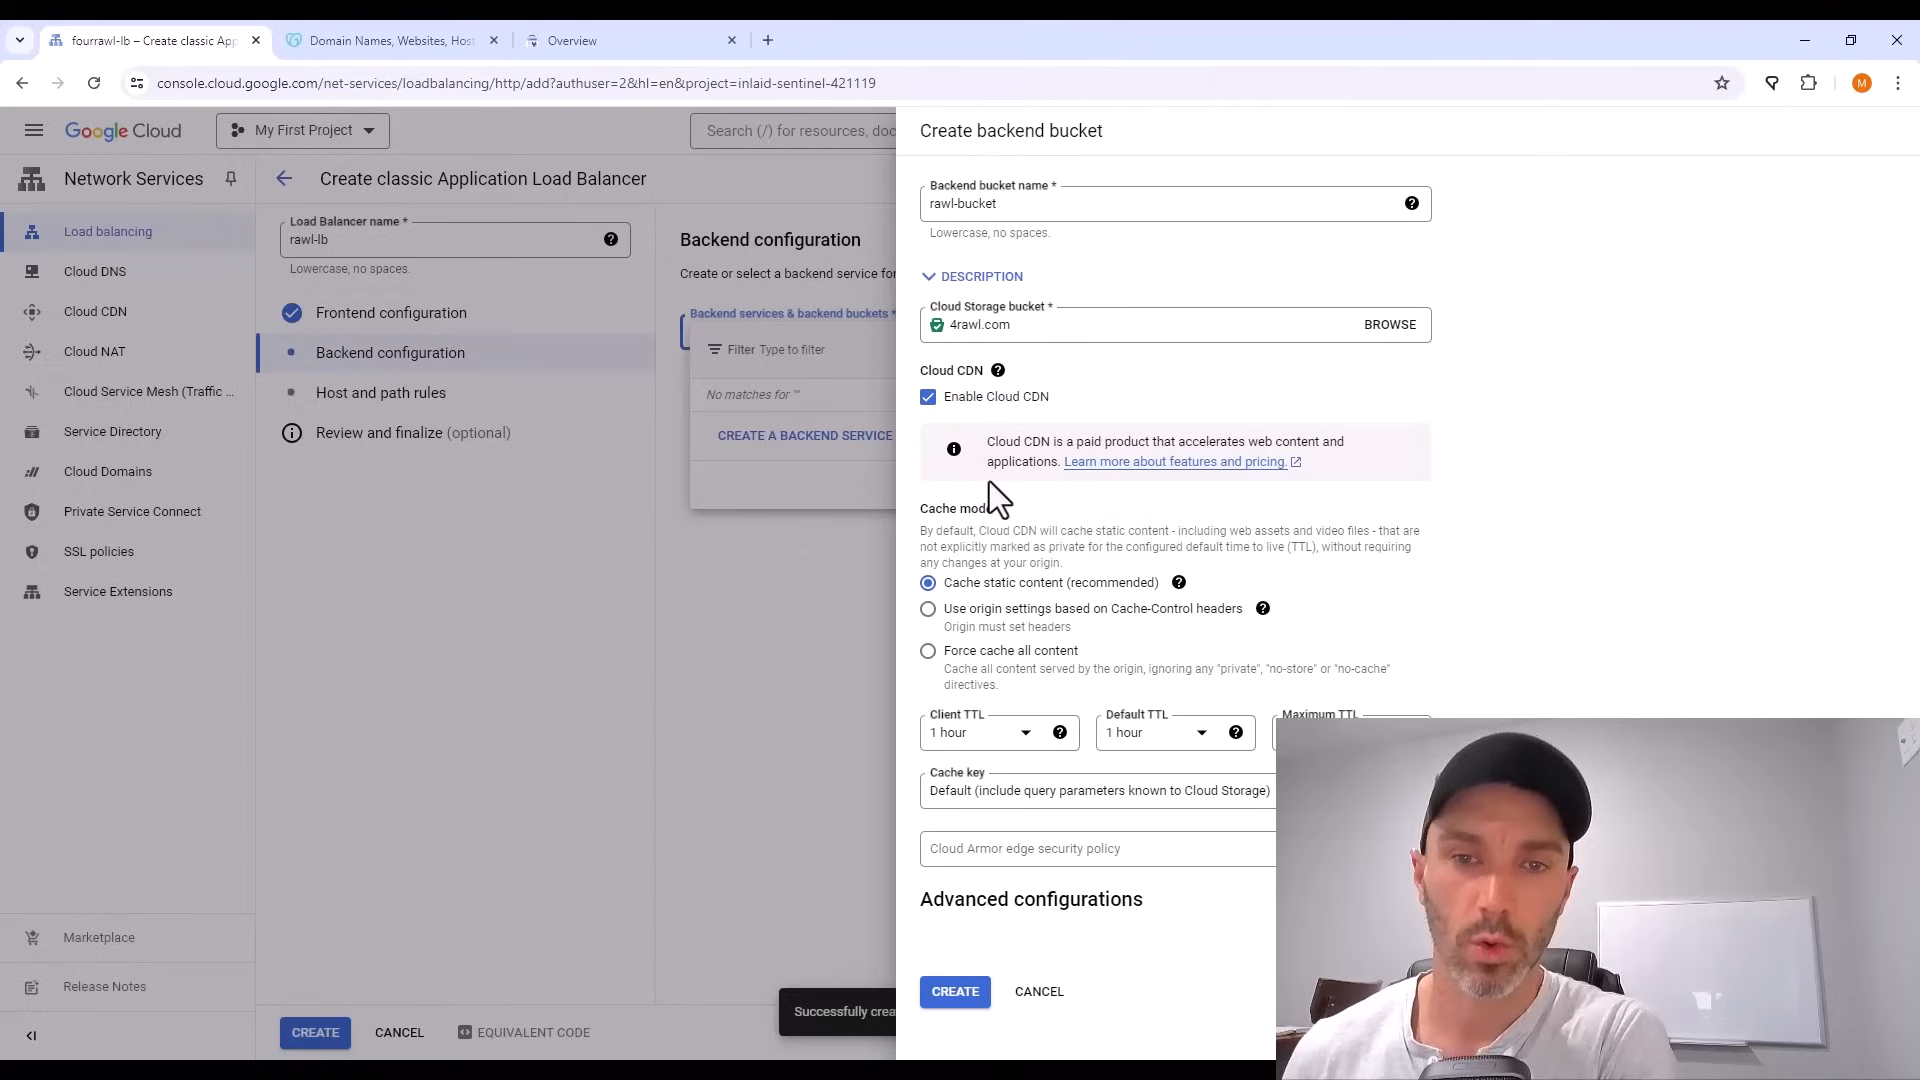 fourrawl-lb – Create classic App
Domain Names, Websites, Host
Overview
console.cloud.google.com/net-services/loadbalancing/http/add?authuser=2&hl=en&project=inlaid-sentinel-421119
M
Google Cloud
My First Project
Search (/) for resources, doc
Network Services
Load balancing
Cloud DNS
Cloud CDN
Cloud NAT
Cloud Service Mesh (Traffic ...
Service Directory
Cloud Domains
Private Service Connect
SSL policies
Service Extensions
Marketplace
Release Notes
Create classic Application Load Balancer
Load Balancer name *
rawl-lb
Lowercase, no spaces.
Frontend configuration
Backend configuration
Host and path rules
Review and finalize (optional)
CREATE
CANCEL
EQUIVALENT CODE
Backend configuration
Create or select a backend service for
Backend services & backend buckets *
Filter Type to filter
No matches for ""
CREATE A BACKEND SERVICE
Successfully crea
Create backend bucket
Backend bucket name *
rawl-bucket
Lowercase, no spaces.
DESCRIPTION
Cloud Storage bucket *
4rawl.com
BROWSE
Cloud CDN
Enable Cloud CDN
Cloud CDN is a paid product that accelerates web content and
applications. Learn more about features and pricing.
Cache mode
By default, Cloud CDN will cache static content - including web assets and video files - that are
not explicitly marked as private for the configured default time to live (TTL), without requiring
any changes at your origin.
Cache static content (recommended)
Use origin settings based on Cache-Control headers
Origin must set headers
Force cache all content
Cache all content served by the origin, ignoring any "private", "no-store" or "no-cache"
directives.
Client TTL
1 hour
Default TTL
1 hour
Maximum TTL
Cache key
Default (include query parameters known to Cloud Storage)
Cloud Armor edge security policy
Advanced configurations
CREATE
CANCEL